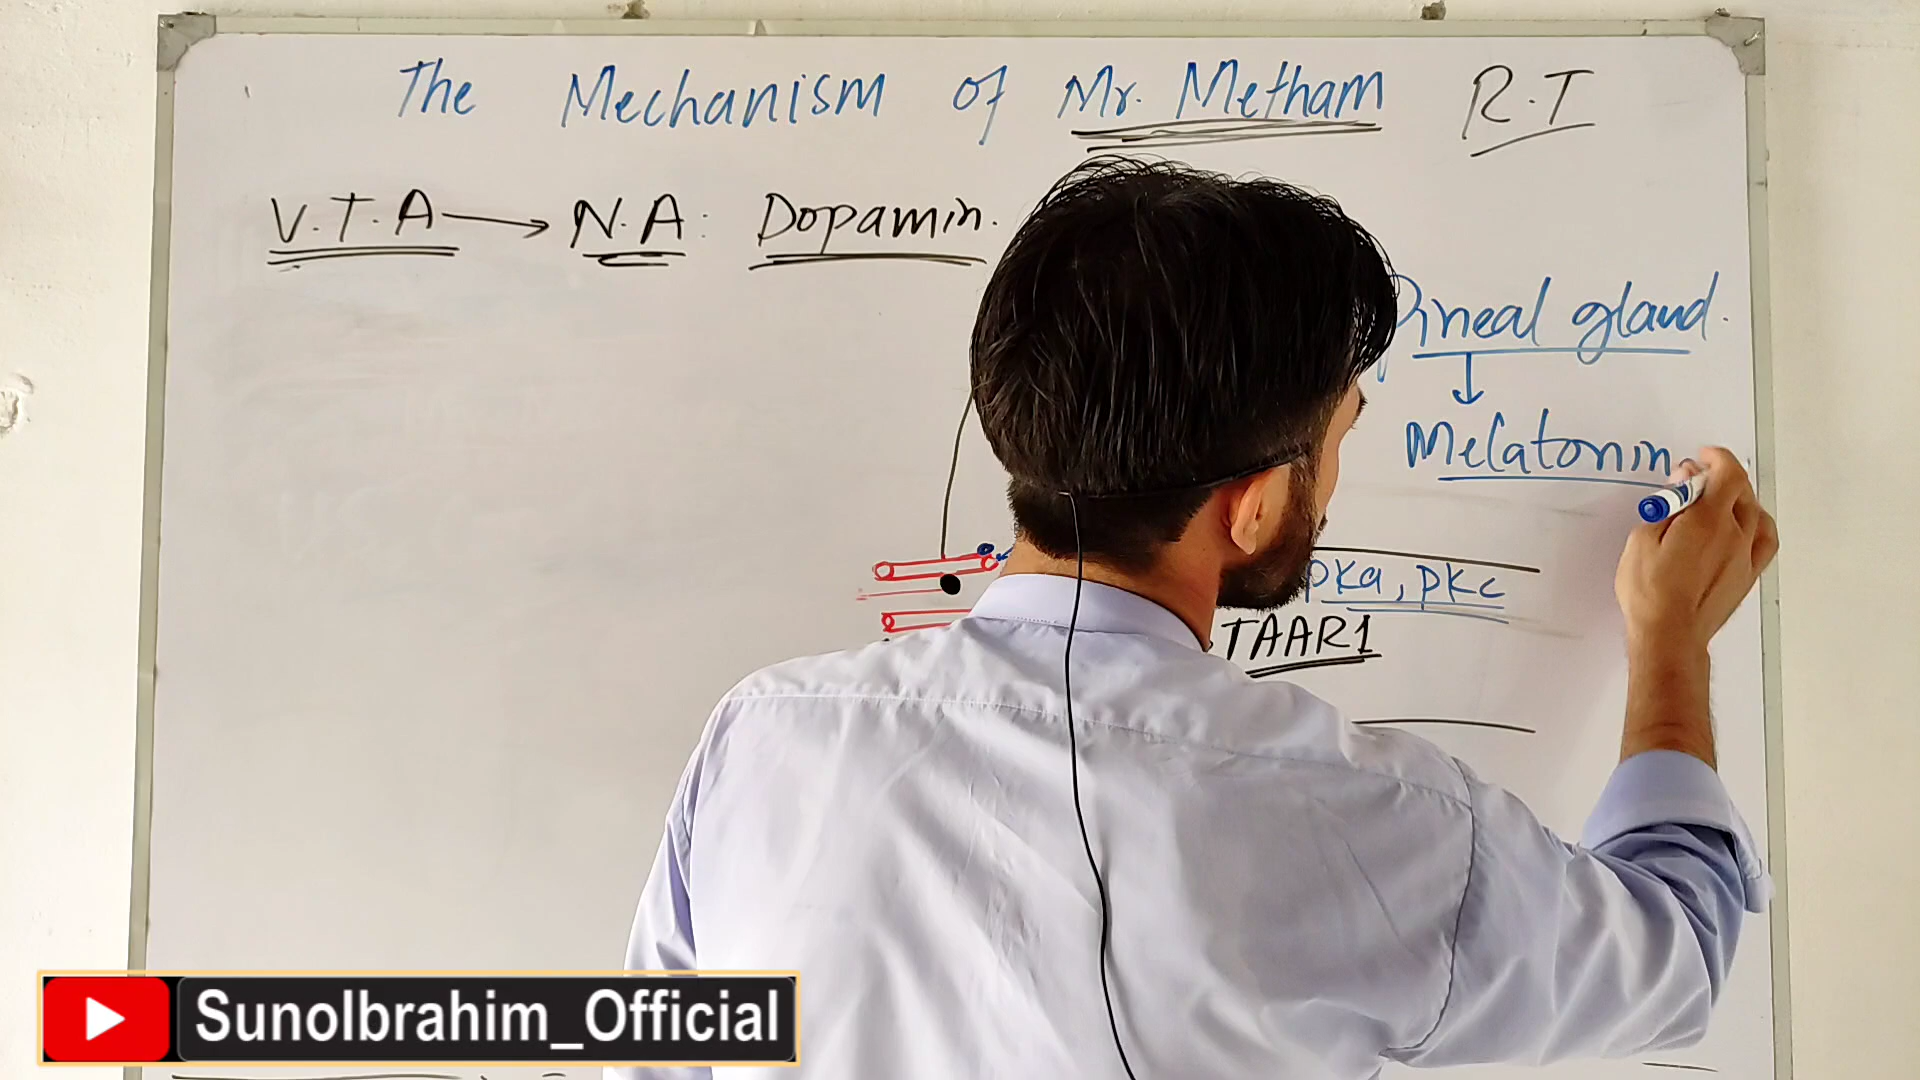 The Mechanism of Mr. Metham R.T
V.T.A → N.A: Dopamin.
Pineal gland.
↓
Melatonin
pka, pkc
TAAR1
SunoIbrahim_Official